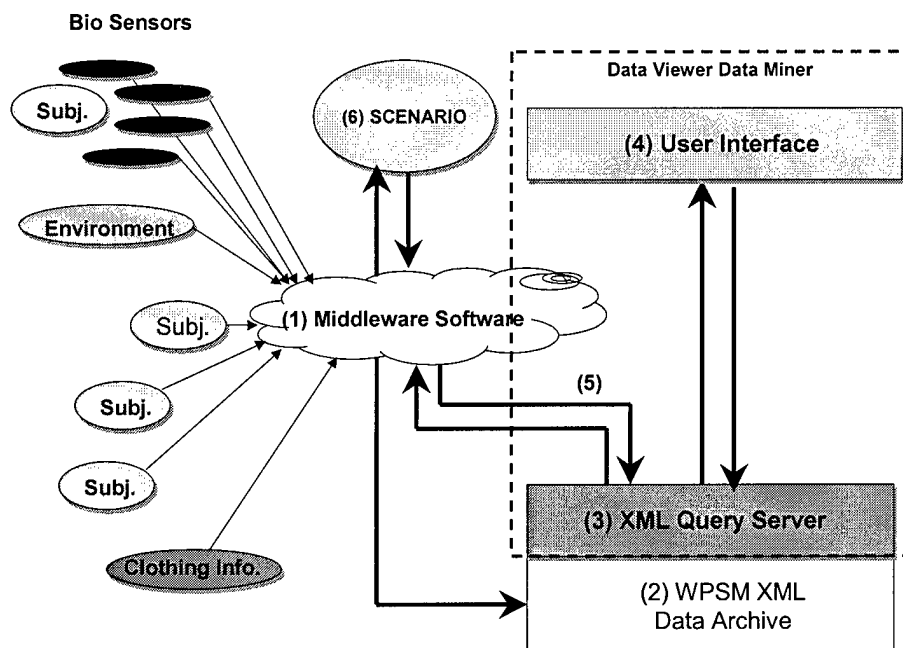 Bio Sensors
Subj.
(6) SCENARIO
Data Viewer Data Miner
(4) User Interface
Environment
(1) Middleware Software
Subj.
Subj.
Subj.
(5)
Clothing Info.
(3) XML Query Server
(2) WPSM XML
Data Archive